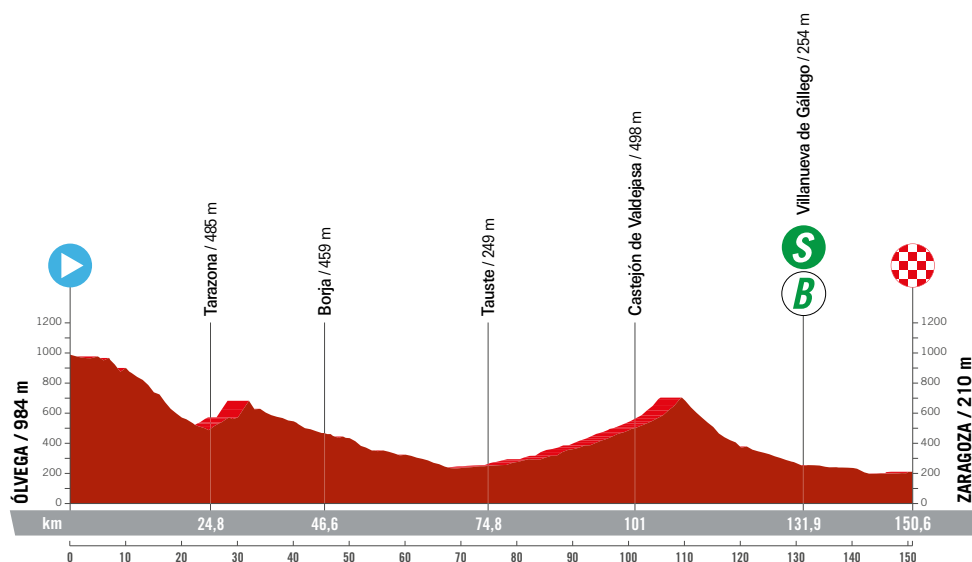 Tarazona / 485 m
Borja / 459 m
Tauste / 249 m
Castejón de Valdejasa / 498 m
Villanueva de Gállego / 254 m
S
B
ÓLVEGA / 984 m
1200
1000
800
600
400
200
0
1200
1000
800
600
400
200
0
ZARAGOZA / 210 m
km 24,8 46,6 74,8 101 131,9 150,6
0 10 20 30 40 50 60 70 80 90 100 110 120 130 140 150